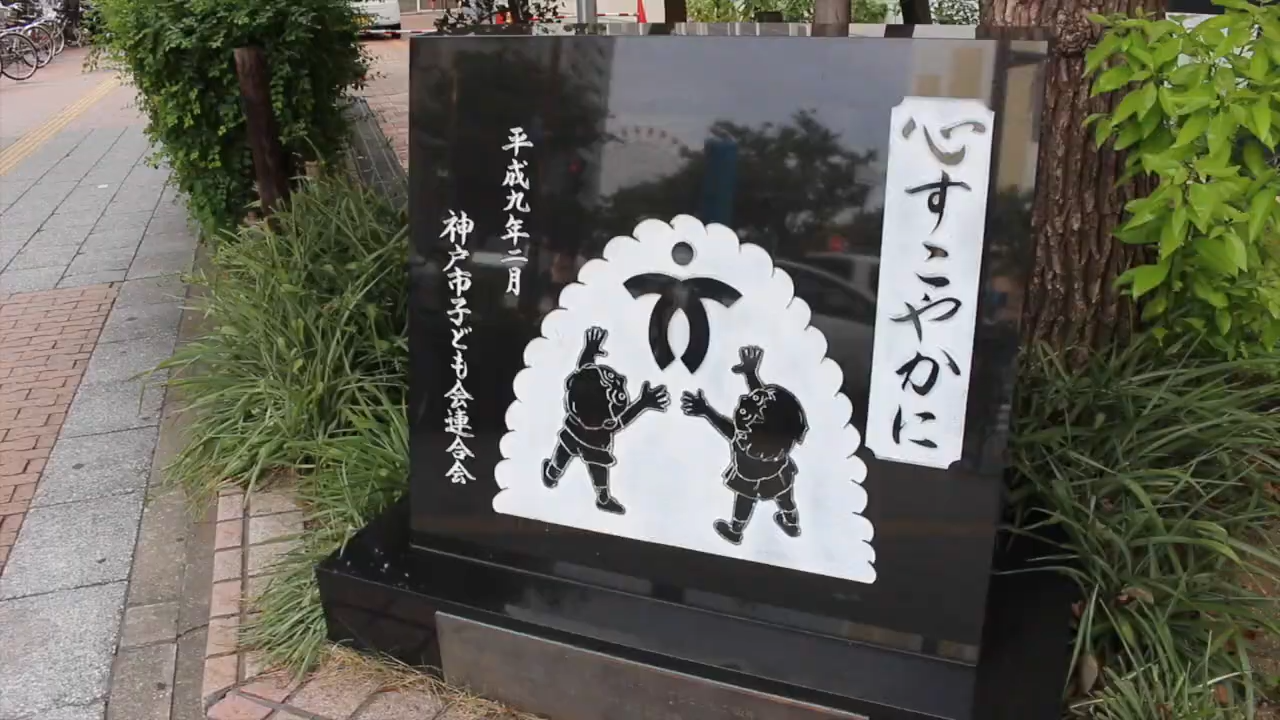 心すこやかに
平成九年二月
神戸市子ども会連合会